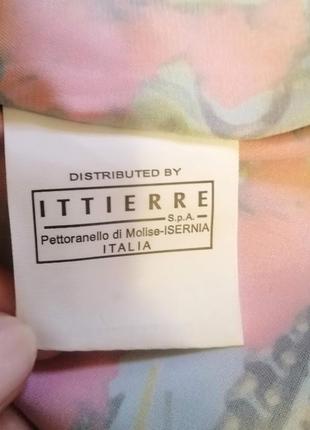 DISTRIBUTED BY
ITTIERRE
S.p.A.
Pettoranello di Molise-ISERNIA
ITALIA